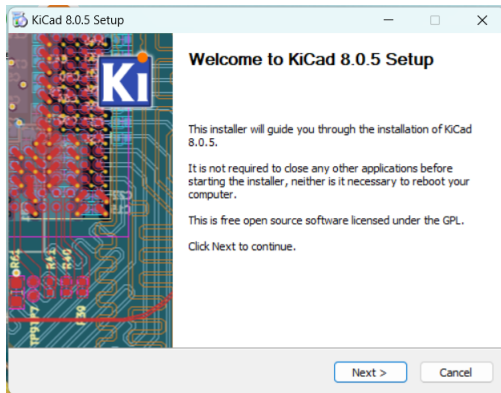 KiCad 8.0.5 Setup
Ki
Welcome to KiCad 8.0.5 Setup
This installer will guide you through the installation of KiCad
8.0.5.
It is not required to close any other applications before
starting the installer, neither is it necessary to reboot your
computer.
This is free open source software licensed under the GPL.
Click Next to continue.
R41
R40
Next >
Cancel